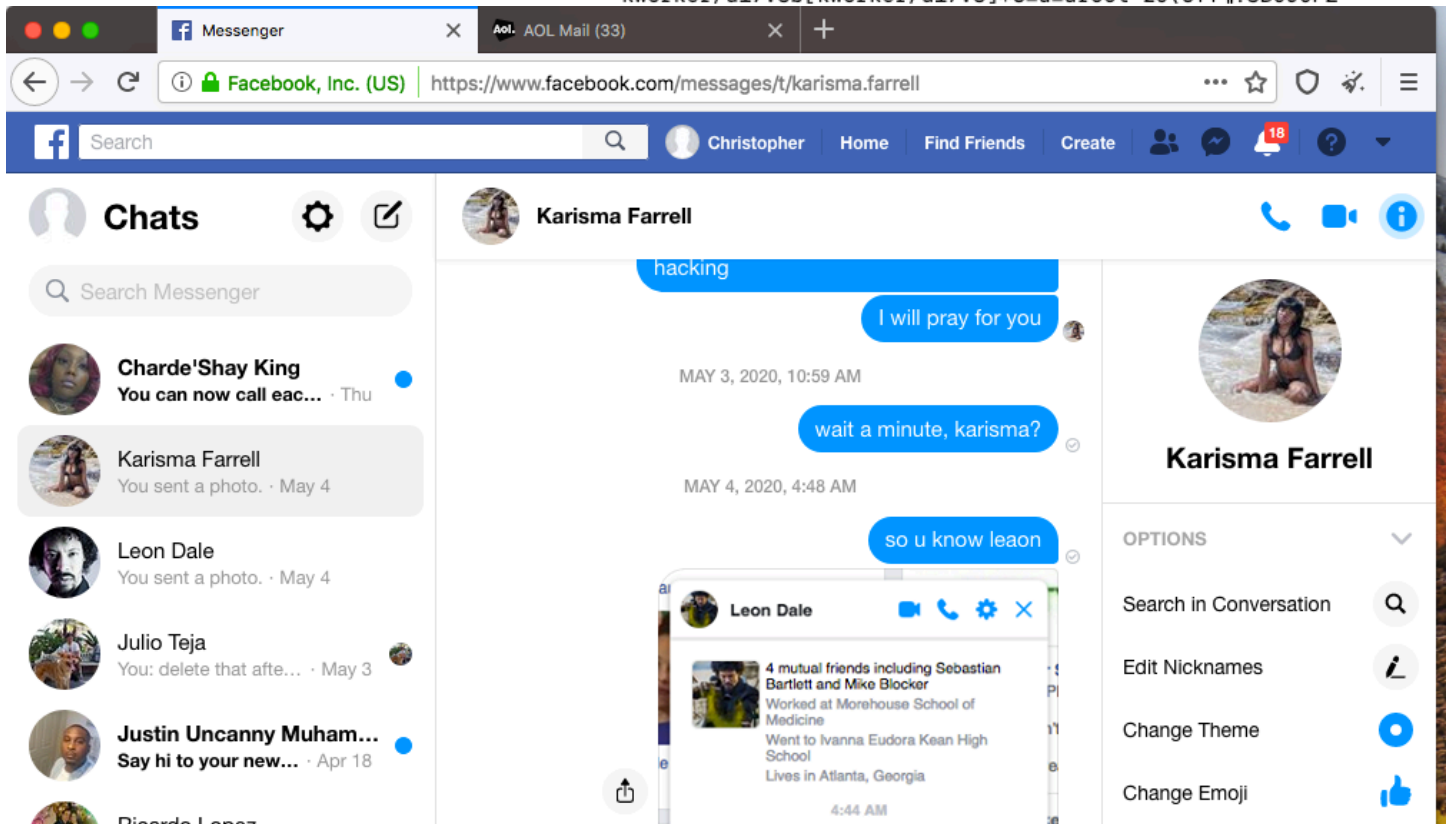 Messenger
Aol. AOL Mail (33)
Facebook, Inc. (US) https://www.facebook.com/messages/t/karisma.farrell
Search
Christopher Home Find Friends Create 18
Chats
Search Messenger
Charde'Shay King
You can now call eac... · Thu
Karisma Farrell
You sent a photo. · May 4
Leon Dale
You sent a photo. · May 4
Julio Teja
You: delete that afte... · May 3
Justin Uncanny Muham...
Say hi to your new... · Apr 18
Karisma Farrell
hacking
I will pray for you
MAY 3, 2020, 10:59 AM
wait a minute, karisma?
MAY 4, 2020, 4:48 AM
so u know leaon
Leon Dale
4 mutual friends including Sebastian
Bartlett and Mike Blocker
Worked at Morehouse School of
Medicine
Went to Ivanna Eudora Kean High
School
Lives in Atlanta, Georgia
4:44 AM
Karisma Farrell
OPTIONS
Search in Conversation
Edit Nicknames
Change Theme
Change Emoji